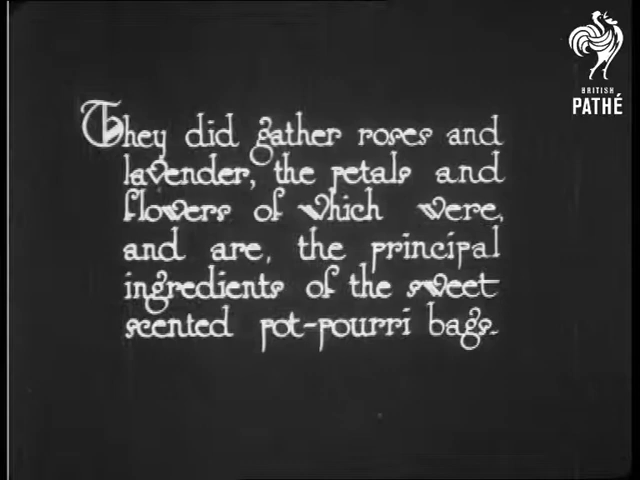 BRITISH
PATHÉ
They did gather roses and
lavender, the petals and
flowers of which were,
and are, the principal
ingredients of the sweet
scented pot-pourri bags.